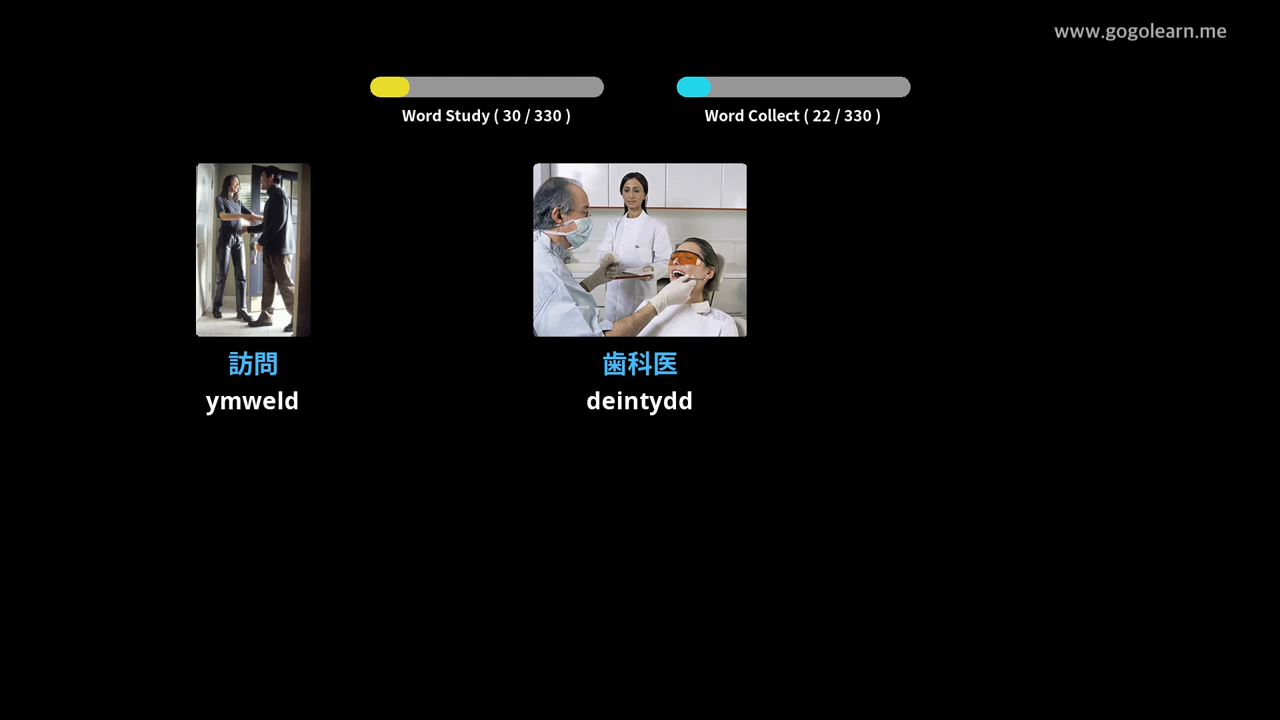 www.gogolearn.me
Word Study ( 30 / 330 )
Word Collect ( 22 / 330 )
訪問
ymweld
歯科医
deintydd